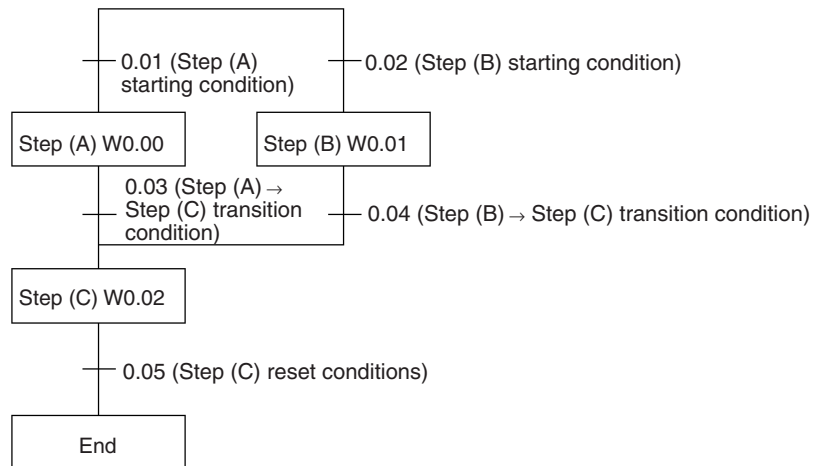 0.01 (Step (A)
starting condition)
0.02 (Step (B) starting condition)
Step (A) W0.00
Step (B) W0.01
0.03 (Step (A) →
Step (C) transition
condition)
0.04 (Step (B) → Step (C) transition condition)
Step (C) W0.02
0.05 (Step (C) reset conditions)
End